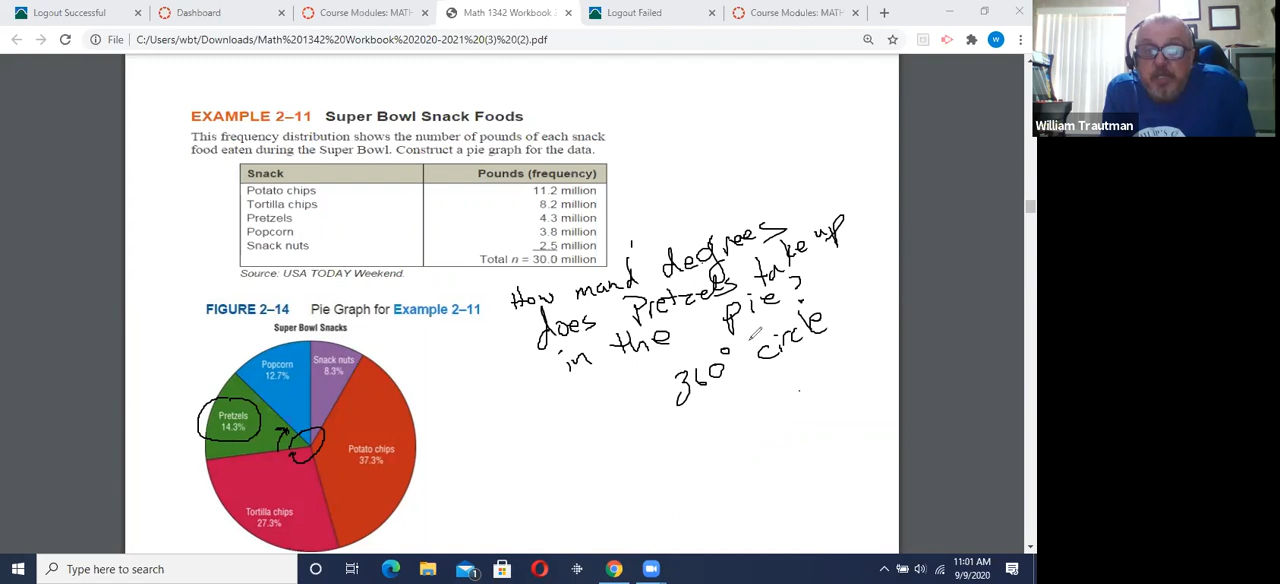 Logout Successful
Dashboard
Course Modules: MATH
Math 1342 Workbook 2
Logout Failed
Course Modules: MATH
File C:/Users/wbt/Downloads/Math%201342%20Workbook%202020-2021%20(3)%20(2).pdf
W
William Trautman
EXAMPLE 2–11 Super Bowl Snack Foods
This frequency distribution shows the number of pounds of each snack
food eaten during the Super Bowl. Construct a pie graph for the data.
Snack Pounds (frequency)
Potato chips 11.2 million
Tortilla chips 8.2 million
Pretzels 4.3 million
Popcorn 3.8 million
Snack nuts 2.5 million
Total n = 30.0 million
Source: USA TODAY Weekend.
How many degrees
does Pretzels take up
in the pie?
360° circle
FIGURE 2–14 Pie Graph for Example 2–11
Super Bowl Snacks
Popcorn
12.7%
Snack nuts
8.3%
Pretzels
14.3%
Potato chips
37.3%
Tortilla chips
27.3%
Type here to search
1
11:01 AM
9/9/2020